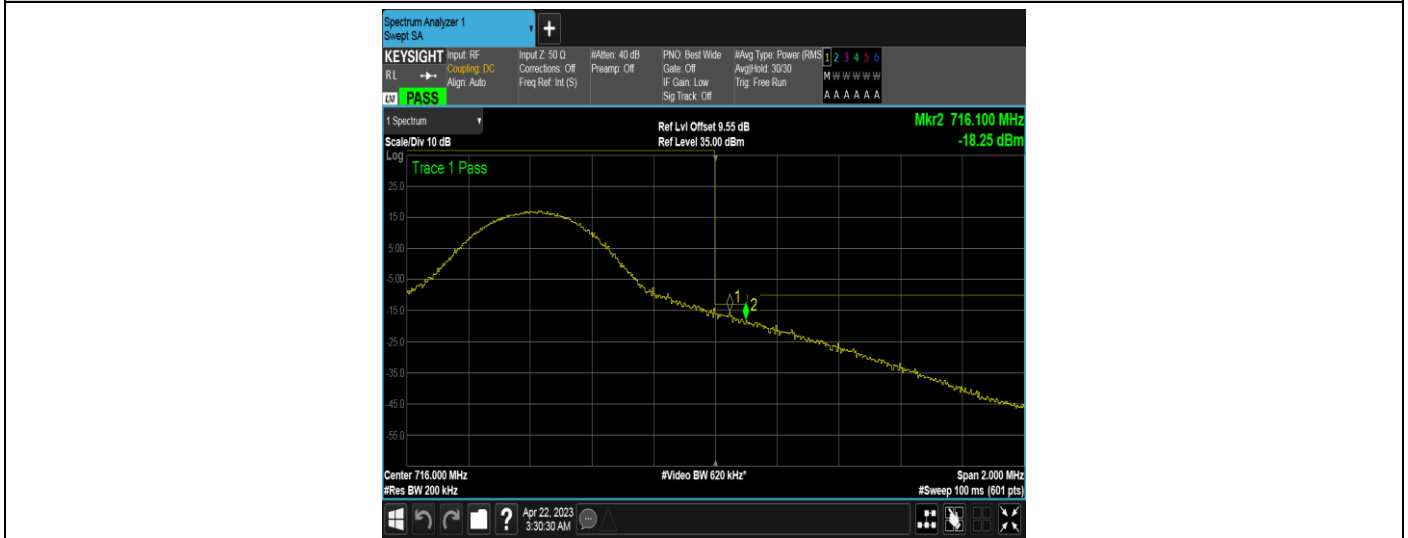 Spectrum Analyzer 1
Swept SA
+
KEYSIGHT
RL
LXI PASS
Input: RF
Coupling: DC
Align: Auto
Input Z: 50 Ω
Corrections: Off
Freq Ref: Int (S)
#Atten: 40 dB
Preamp: Off
PNO: Best Wide
Gate: Off
IF Gain: Low
Sig Track: Off
#Avg Type: Power (RMS
Avg|Hold: 30/30
Trig: Free Run
1 2 3 4 5 6
M W W W W W
A A A A A A
1 Spectrum
Scale/Div 10 dB
Ref Lvl Offset 9.55 dB
Ref Level 35.00 dBm
Mkr2 716.100 MHz
-18.25 dBm
Log
Trace 1 Pass
25.0
15.0
5.00
-5.00
-15.0
-25.0
-35.0
-45.0
-55.0
1
2
Center 716.000 MHz
#Res BW 200 kHz
#Video BW 620 kHz*
Span 2.000 MHz
#Sweep 100 ms (601 pts)
?
Apr 22, 2023
3:30:30 AM